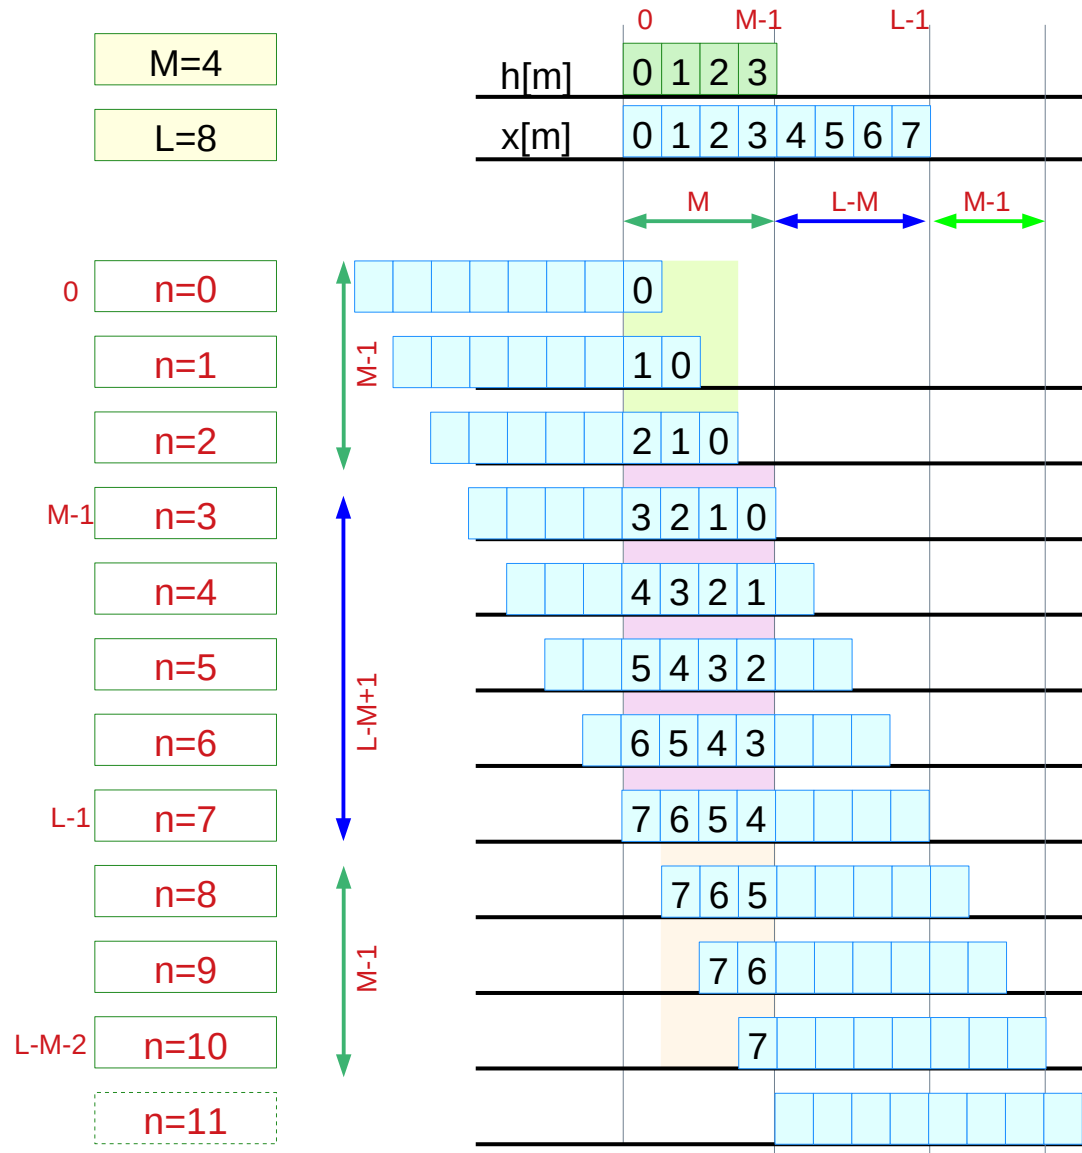 0 M-1 L-1
M=4 h[m] 0 1 2 3
L=8 x[m] 0 1 2 3 4 5 6 7
M L-M M-1
0 n=0 0
n=1 1 0
M-1
n=2 2 1 0
M-1 n=3 3 2 1 0
n=4 4 3 2 1
n=5 5 4 3 2
L-M+1
n=6 6 5 4 3
L-1 n=7 7 6 5 4
n=8 7 6 5
n=9 7 6
M-1
L-M-2 n=10 7
n=11